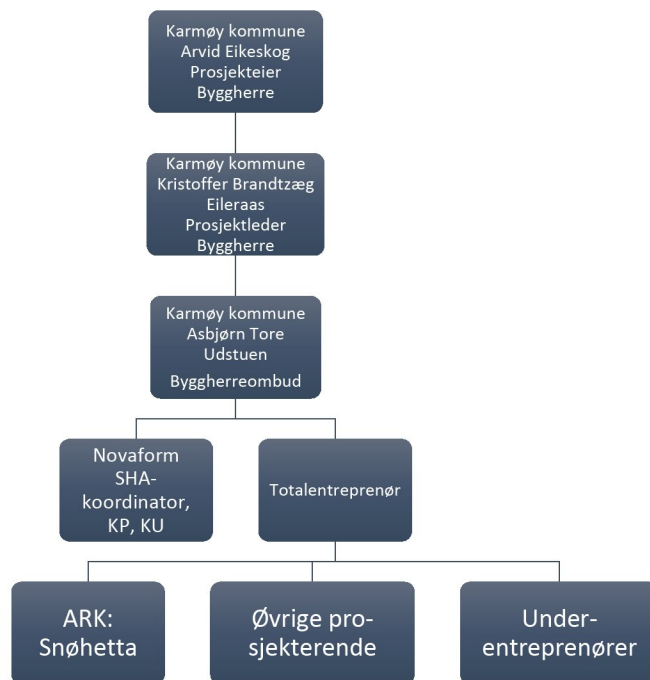 Karmøy kommune
Arvid Eikeskog
Prosjekteier
Byggherre
Karmøy kommune
Kristoffer Brandtzæg
Eileraas
Prosjektleder
Byggherre
Karmøy kommune
Asbjørn Tore
Udstuen
Byggherreombud
Novaform
SHA-
koordinator,
KP, KU
Totalentreprenør
ARK:
Snøhetta
Øvrige pro-
sjekterende
Under-
entreprenører